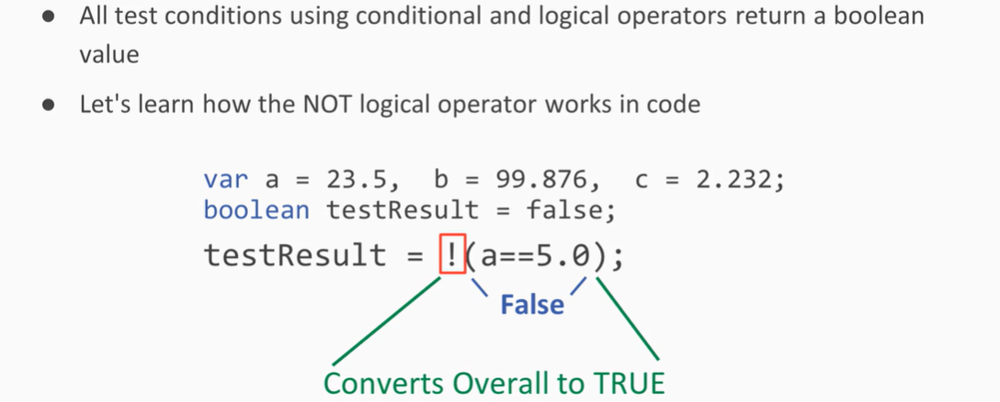 ● All test conditions using conditional and logical operators return a boolean
value
● Let's learn how the NOT logical operator works in code
var a = 23.5, b = 99.876, c = 2.232;
boolean testResult = false;
testResult = !(a==5.0);
False
Converts Overall to TRUE